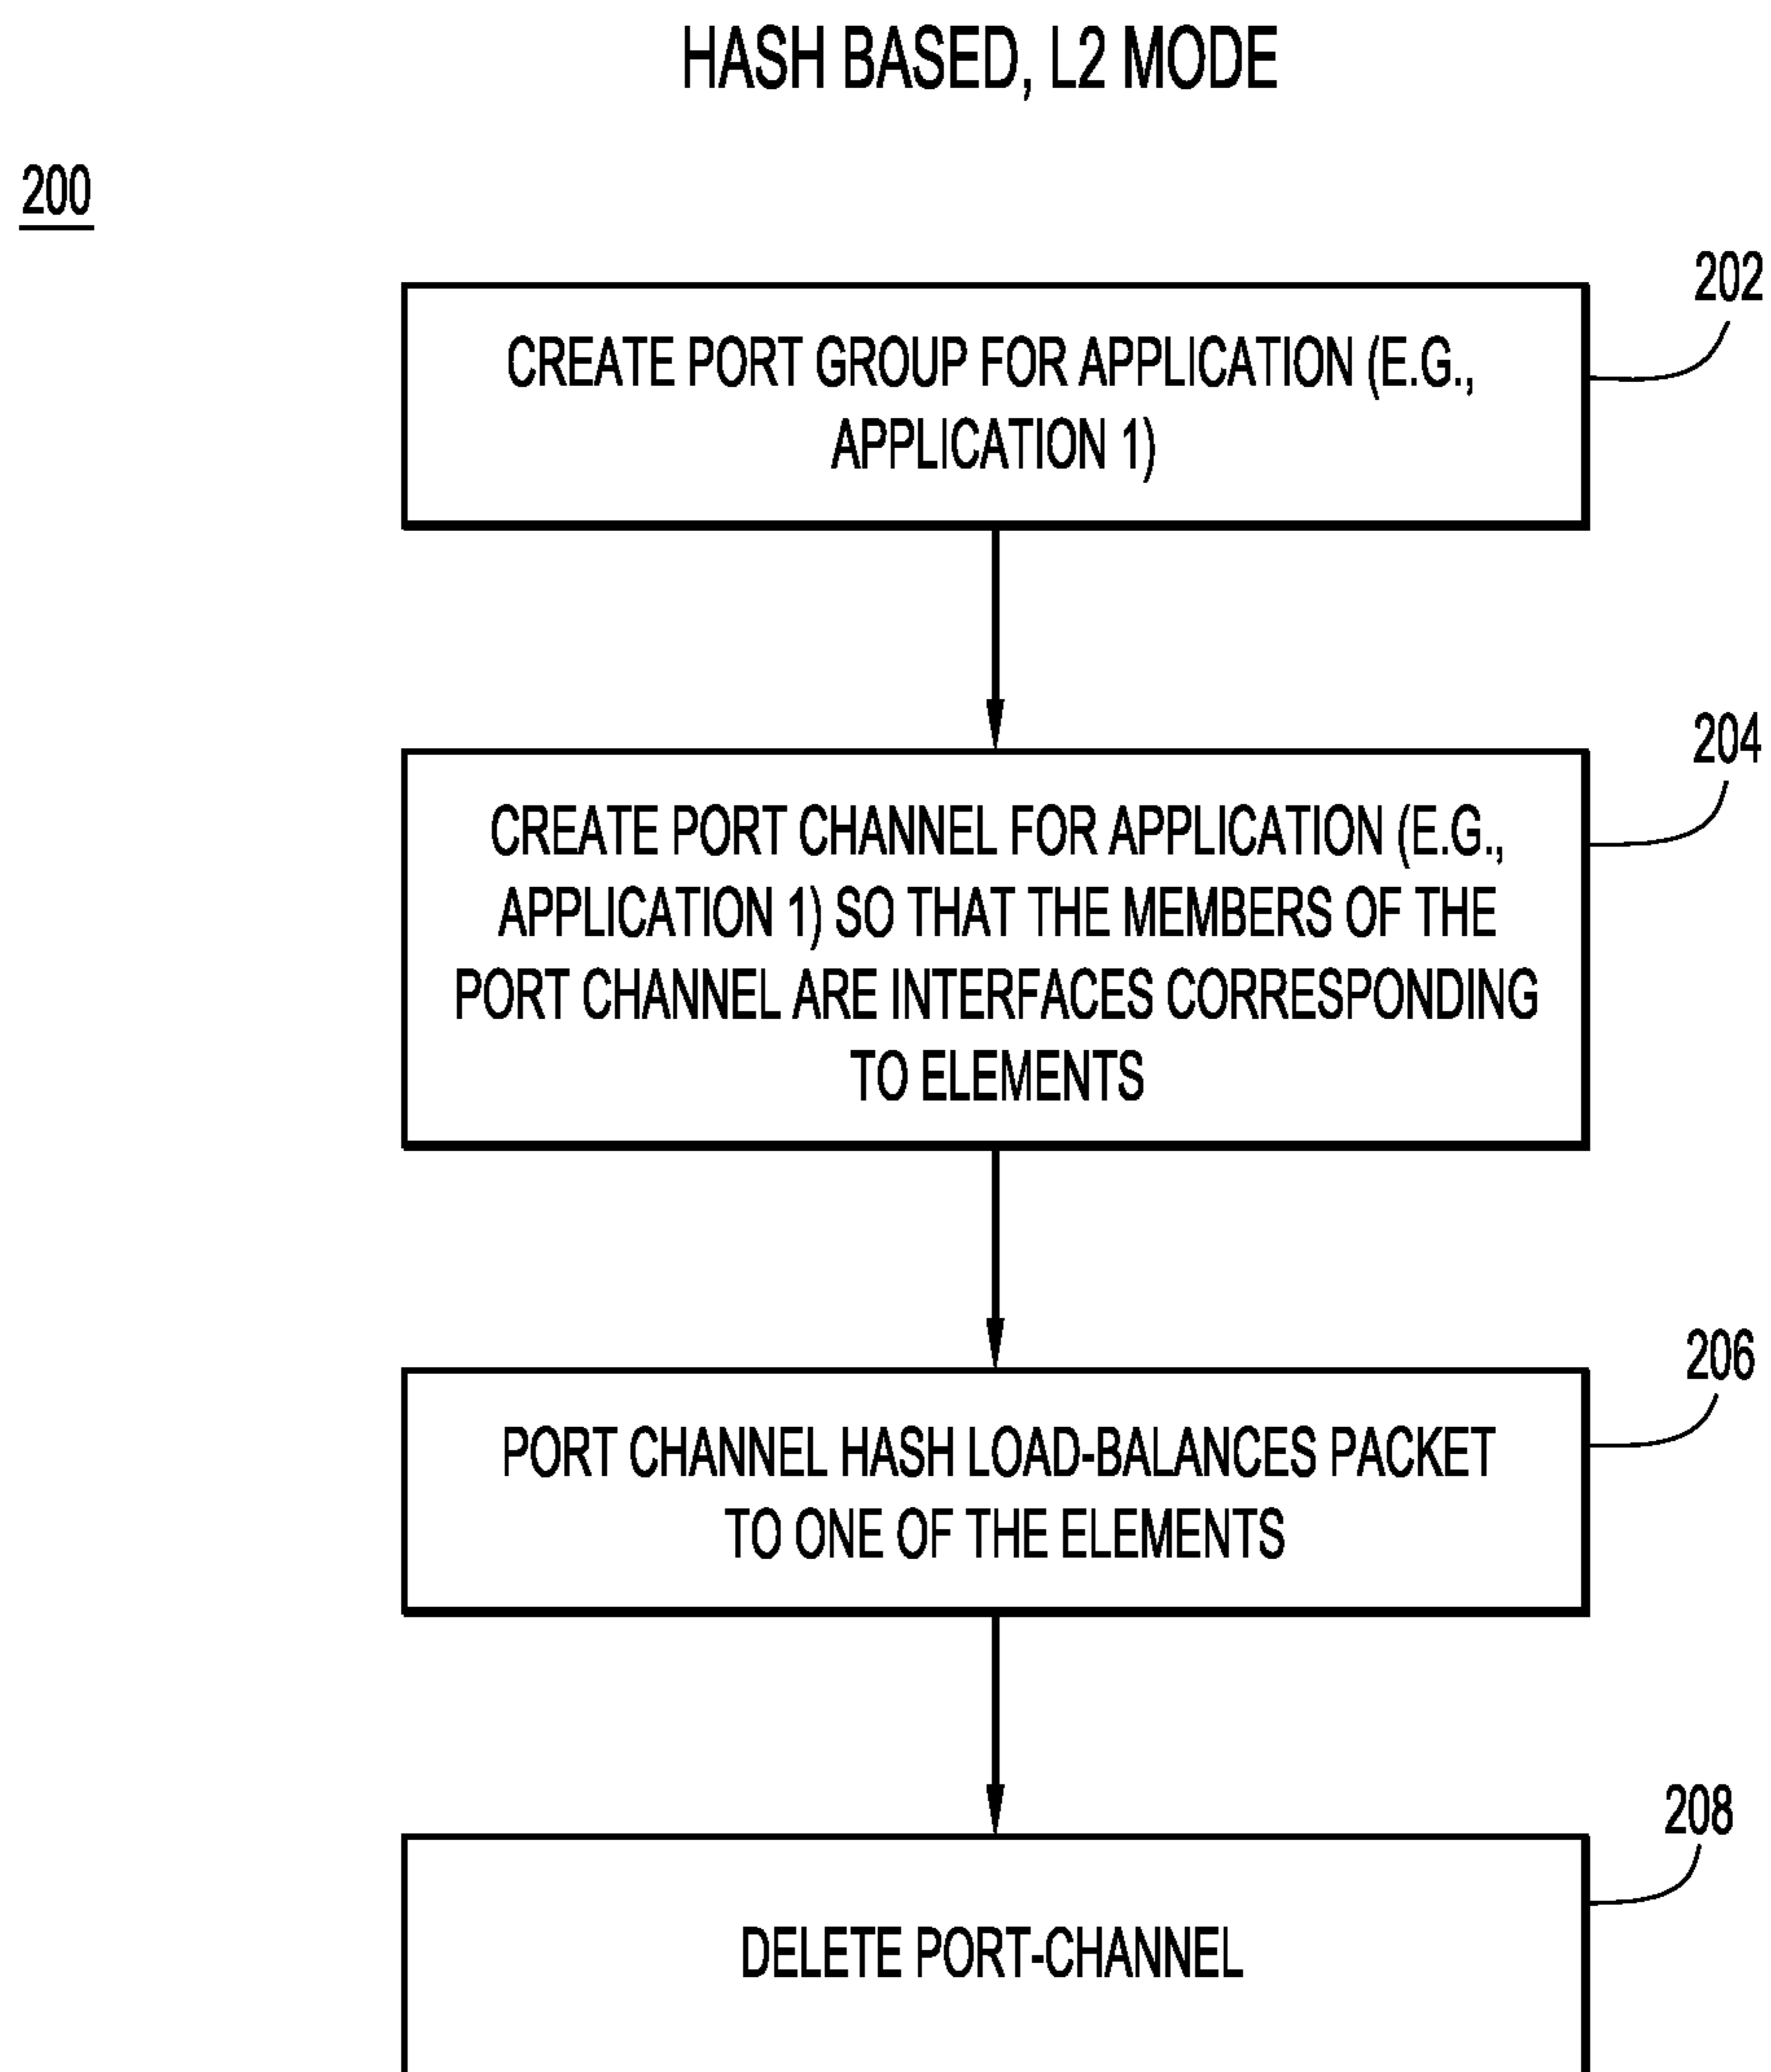 HASH BASED, L2 MODE
200
202
CREATE PORT GROUP FOR APPLICATION (E.G.,
APPLICATION 1)
204
CREATE PORT CHANNEL FOR APPLICATION (E.G.,
APPLICATION 1) SO THAT THE MEMBERS OF THE
PORT CHANNEL ARE INTERFACES CORRESPONDING
TO ELEMENTS
206
PORT CHANNEL HASH LOAD-BALANCES PACKET
TO ONE OF THE ELEMENTS
208
DELETE PORT-CHANNEL